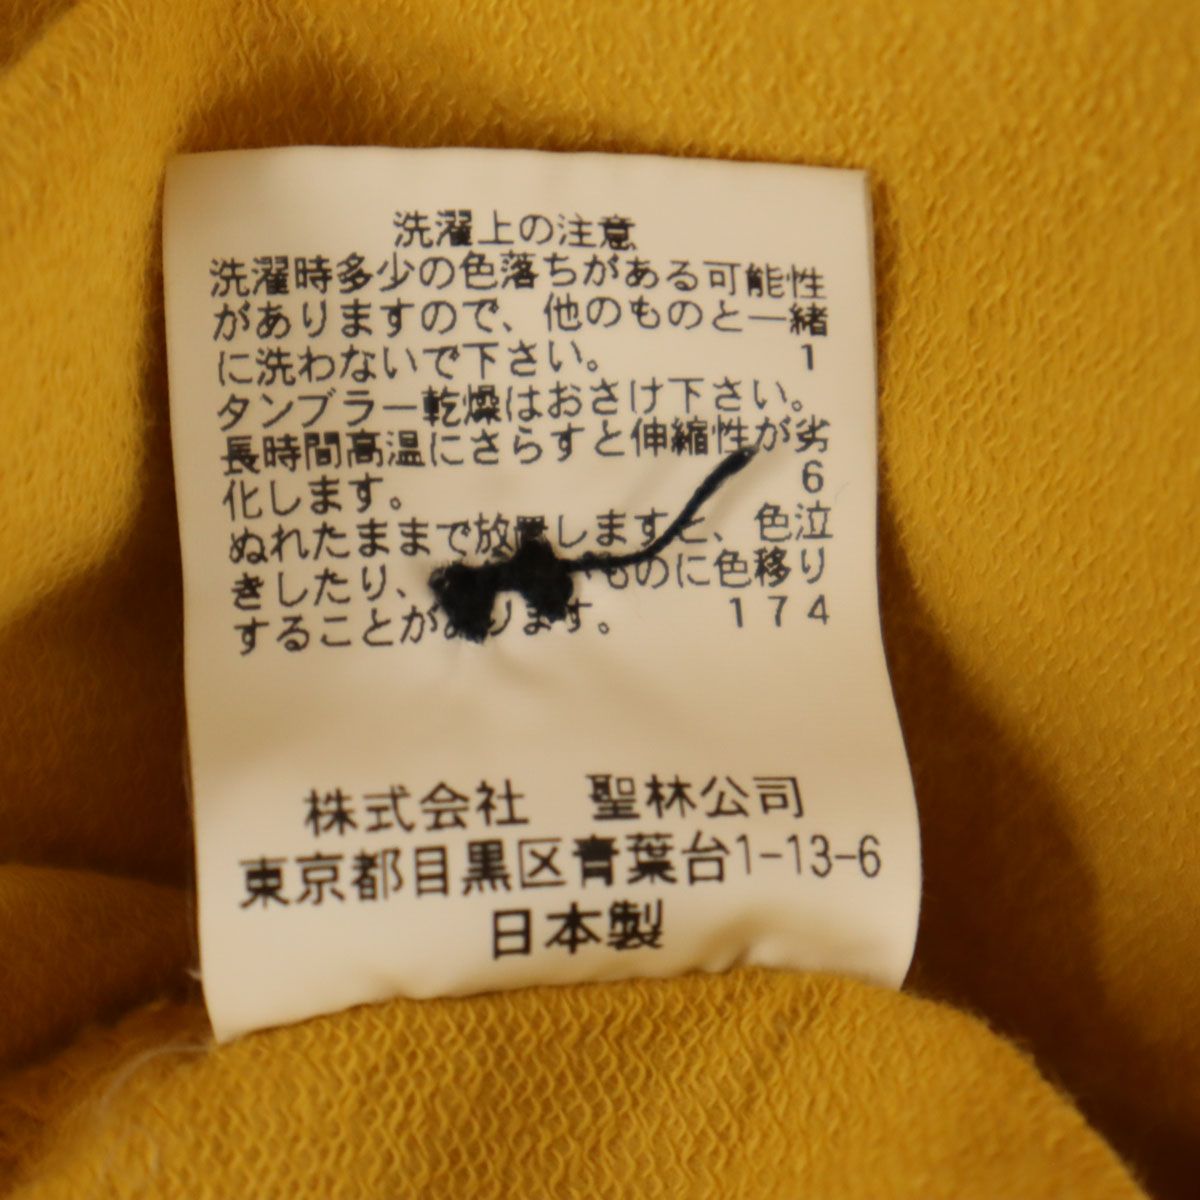 洗濯上の注意
洗濯時多少の色落ちがある可能性
がありますので、他のものと一緒
に洗わないで下さい。 1
タンブラー乾燥はおさけ下さい。
長時間高温にさらすと伸縮性が劣
化します。 6
ぬれたままで放置しますと、色泣
きしたり、 ものに色移り
することがあります。 174
株式会社 聖林公司
東京都目黒区青葉台1-13-6
日本製